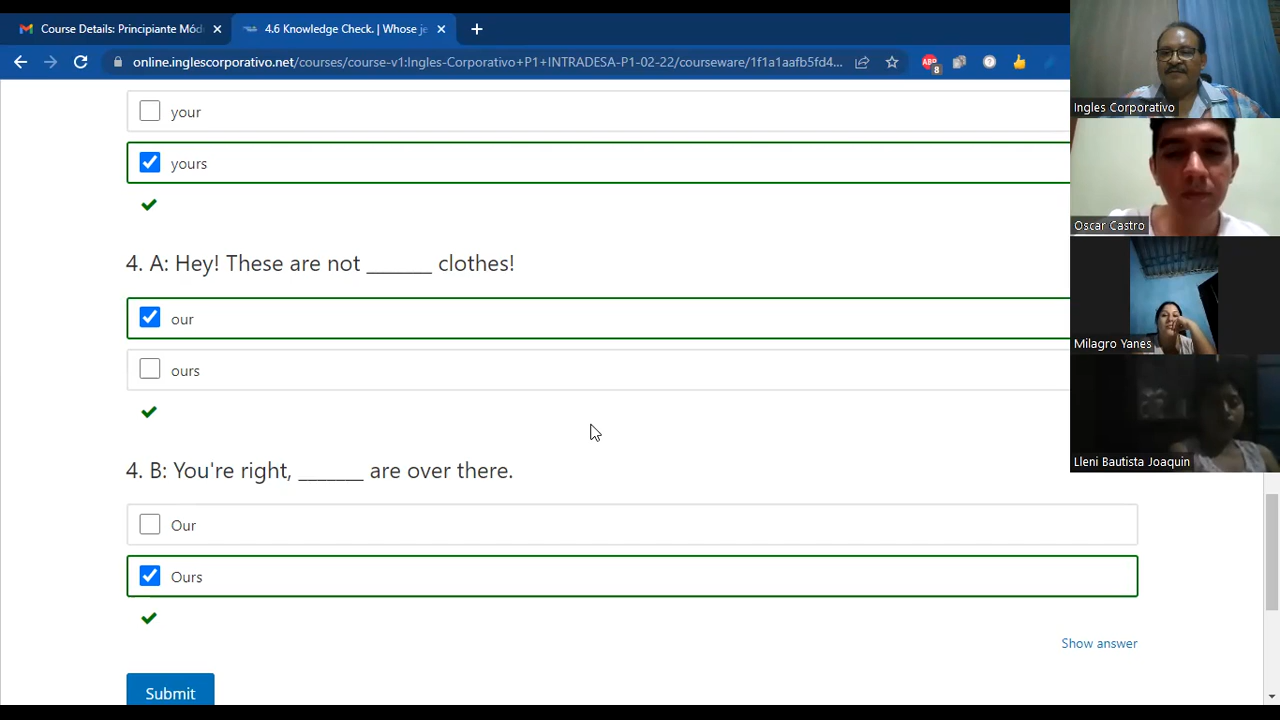 Course Details: Principiante Mód
4.6 Knowledge Check. | Whose je
online.inglescorporativo.net/courses/course-v1:Ingles-Corporativo+P1+INTRADESA-P1-02-22/courseware/1f1a1aafb5fd4...
ABP
8
your
yours
4. A: Hey! These are not _______ clothes!
our
ours
4. B: You're right, _______ are over there.
Our
Ours
Show answer
Submit
Ingles Corporativo
Oscar Castro
Milagro Yanes
Lleni Bautista Joaquin